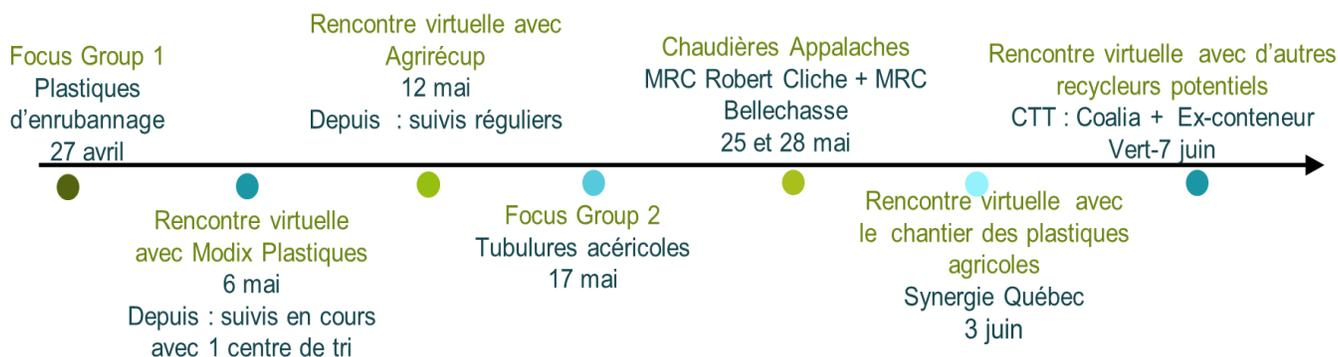 Focus Group 1
Plastiques
d'enrubannage
27 avril
Rencontre virtuelle
avec Modix Plastiques
6 mai
Depuis : suivis en cours
avec 1 centre de tri
Rencontre virtuelle avec
Agrirécup
12 mai
Depuis : suivis réguliers
Focus Group 2
Tubulures acéricoles
17 mai
Chaudières Appalaches
MRC Robert Cliche + MRC
Bellechasse
25 et 28 mai
Rencontre virtuelle avec
le chantier des plastiques
agricoles
Synergie Québec
3 juin
Rencontre virtuelle avec d'autres
recycleurs potentiels
CTT : Coalia + Ex-conteneur
Vert-7 juin